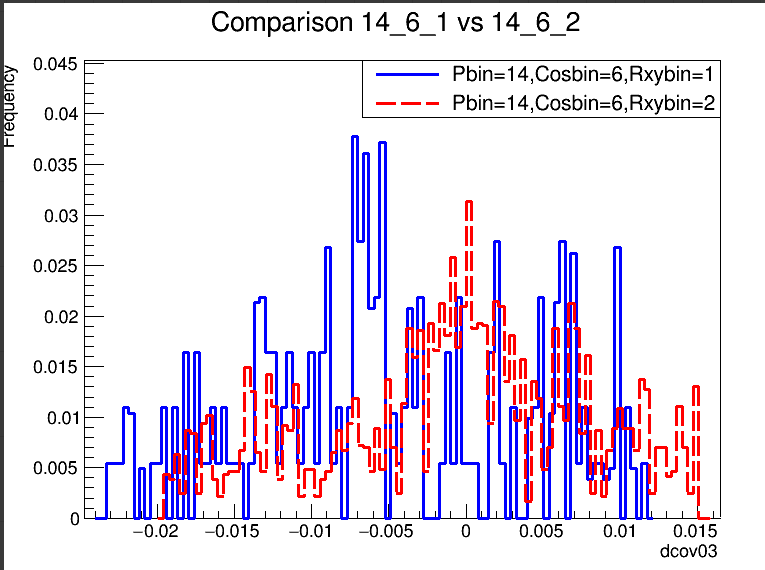 Comparison 14_6_1 vs 14_6_2
Frequency
Pbin=14,Cosbin=6,Rxybin=1
Pbin=14,Cosbin=6,Rxybin=2
0.045
0.04
0.035
0.03
0.025
0.02
0.015
0.01
0.005
0
−0.02 −0.015 −0.01 −0.005 0 0.005 0.01 0.015
dcov03